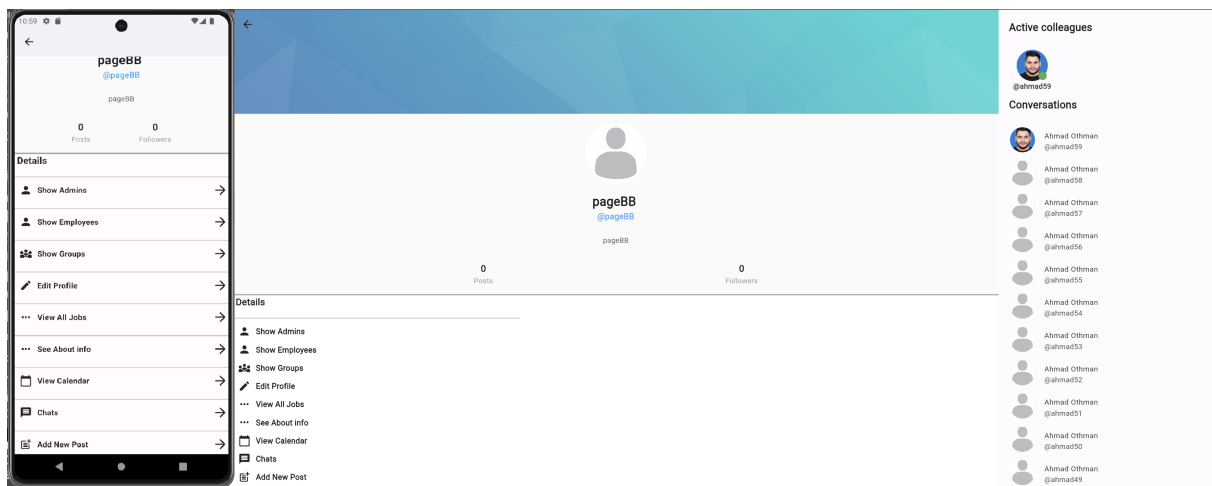 10:59
pageBB
@pageBB
pageBB
0
0
Posts
Followers
Details
Show Admins
Show Employees
Show Groups
Edit Profile
View All Jobs
See About info
View Calendar
Chats
Add New Post
pageBB
@pageBB
pageBB
0
0
Posts
Followers
Details
Show Admins
Show Employees
Show Groups
Edit Profile
View All Jobs
See About info
View Calendar
Chats
Add New Post
Active colleagues
@ahmad59
Conversations
Ahmad Othman
@ahmad59
Ahmad Othman
@ahmad58
Ahmad Othman
@ahmad57
Ahmad Othman
@ahmad56
Ahmad Othman
@ahmad55
Ahmad Othman
@ahmad54
Ahmad Othman
@ahmad53
Ahmad Othman
@ahmad52
Ahmad Othman
@ahmad51
Ahmad Othman
@ahmad50
Ahmad Othman
@ahmad49